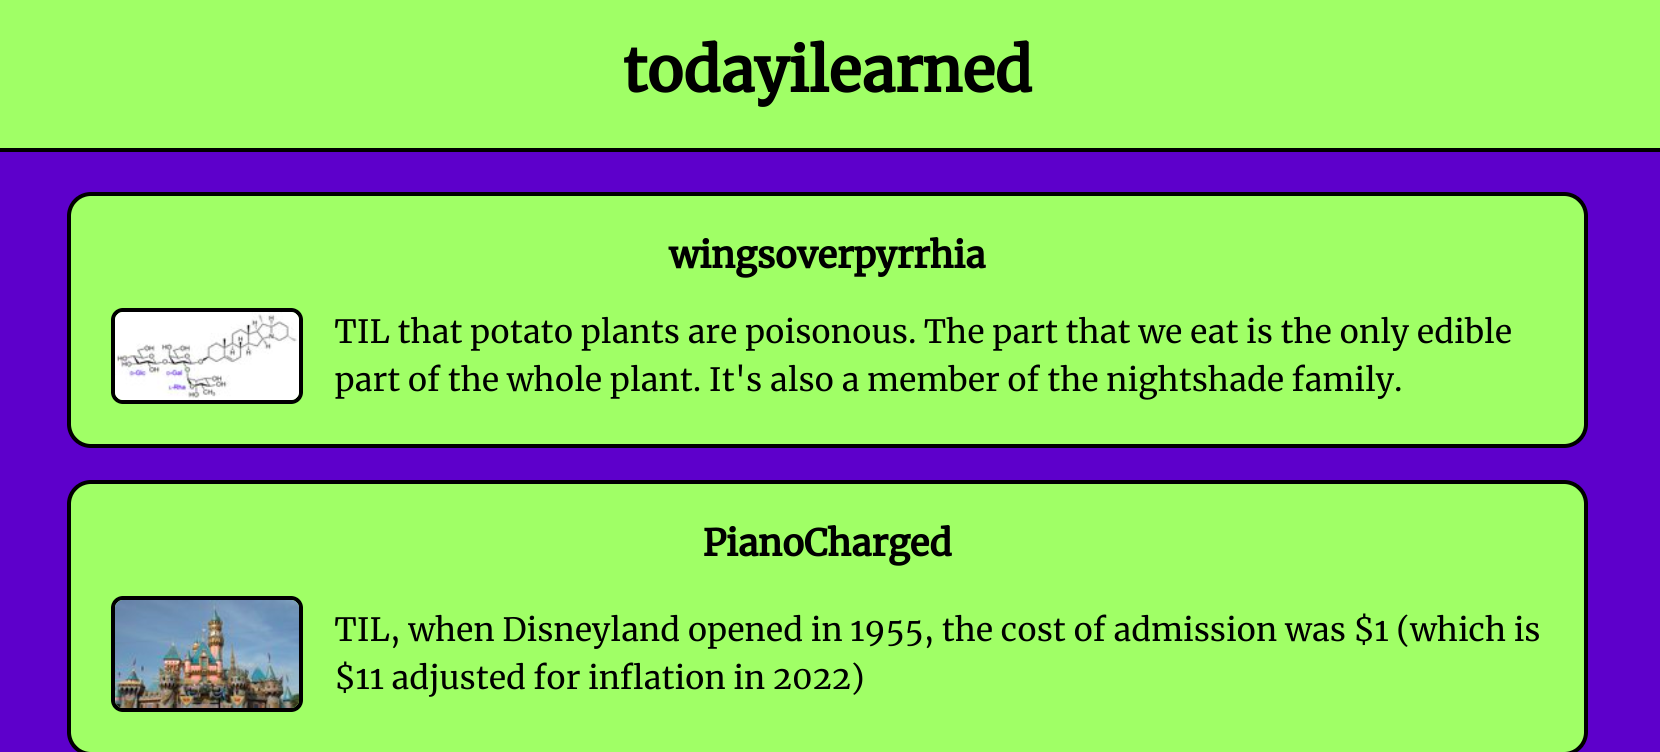 todayilearned
wingsoverpyrrhia
TIL that potato plants are poisonous. The part that we eat is the only edible
part of the whole plant. It's also a member of the nightshade family.
PianoCharged
TIL, when Disneyland opened in 1955, the cost of admission was $1 (which is
$11 adjusted for inflation in 2022)